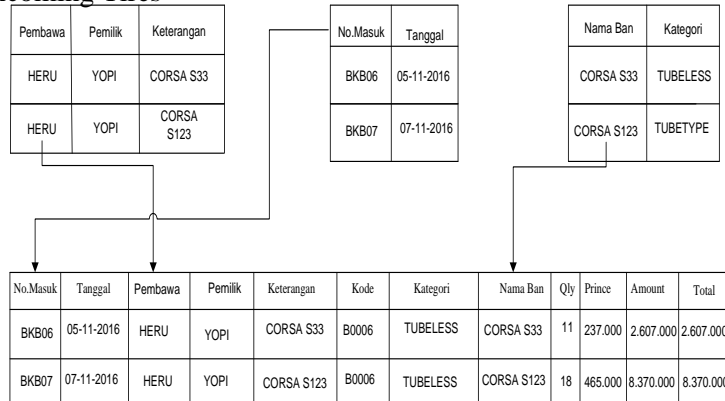 Pembawa Pemilik Keterangan
HERU YOPI CORSA S33
HERU YOPI CORSA
S123
No.Masuk Tanggal
BKB06 05-11-2016
BKB07 07-11-2016
Nama Ban Kategori
CORSA S33 TUBELESS
CORSA S123 TUBETYPE
No.Masuk Tanggal Pembawa Pemilik Keterangan Kode Kategori Nama Ban Qly Prince Amount Total
BKB06 05-11-2016 HERU YOPI CORSA S33 B0006 TUBELESS CORSA S33 11 237.000 2.607.000 2.607.000
BKB07 07-11-2016 HERU YOPI CORSA S123 B0006 TUBELESS CORSA S123 18 465.000 8.370.000 8.370.000